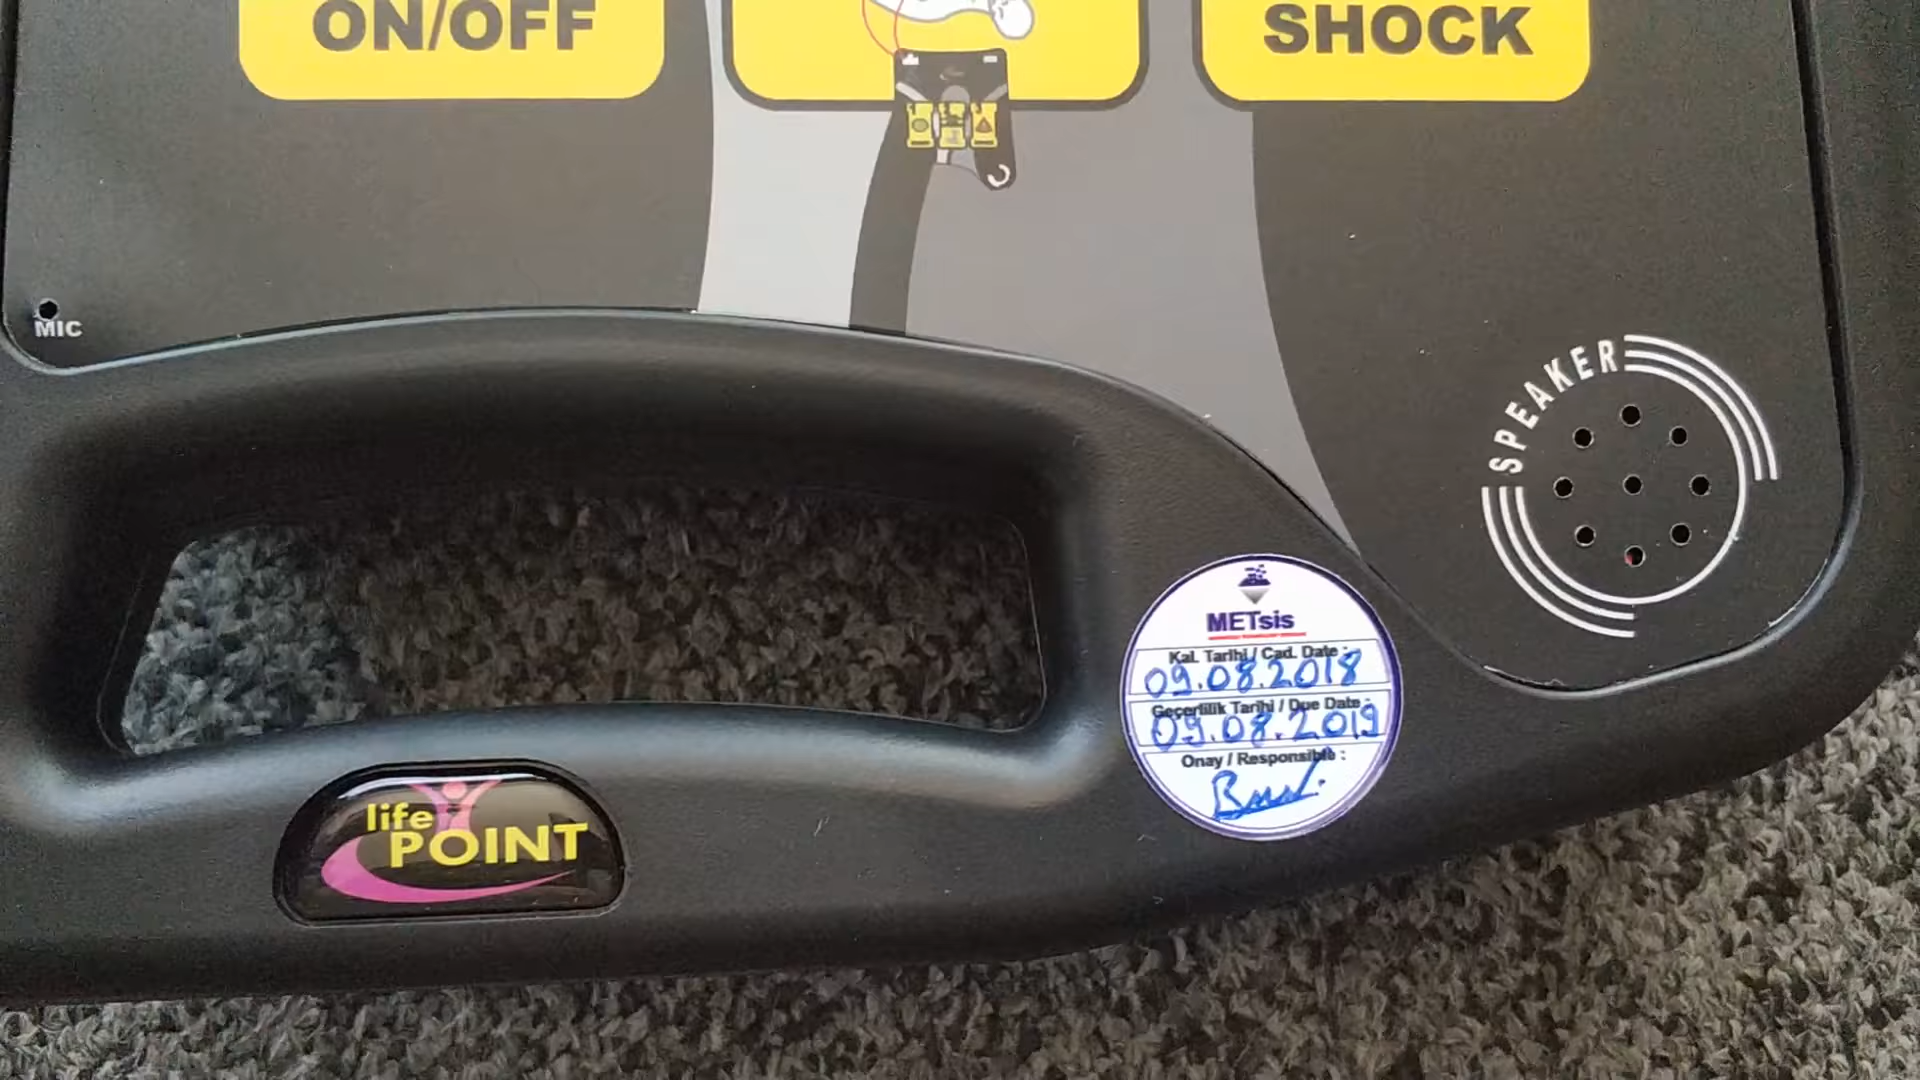 ON/OFF
SHOCK
MIC
SPEAKER
METsis
Kal. Tarihi / Cad. Date :
09.08.2018
Geçerlilik Tarihi / Due Date :
09.08.2019
Onay / Responsible :
life
POINT